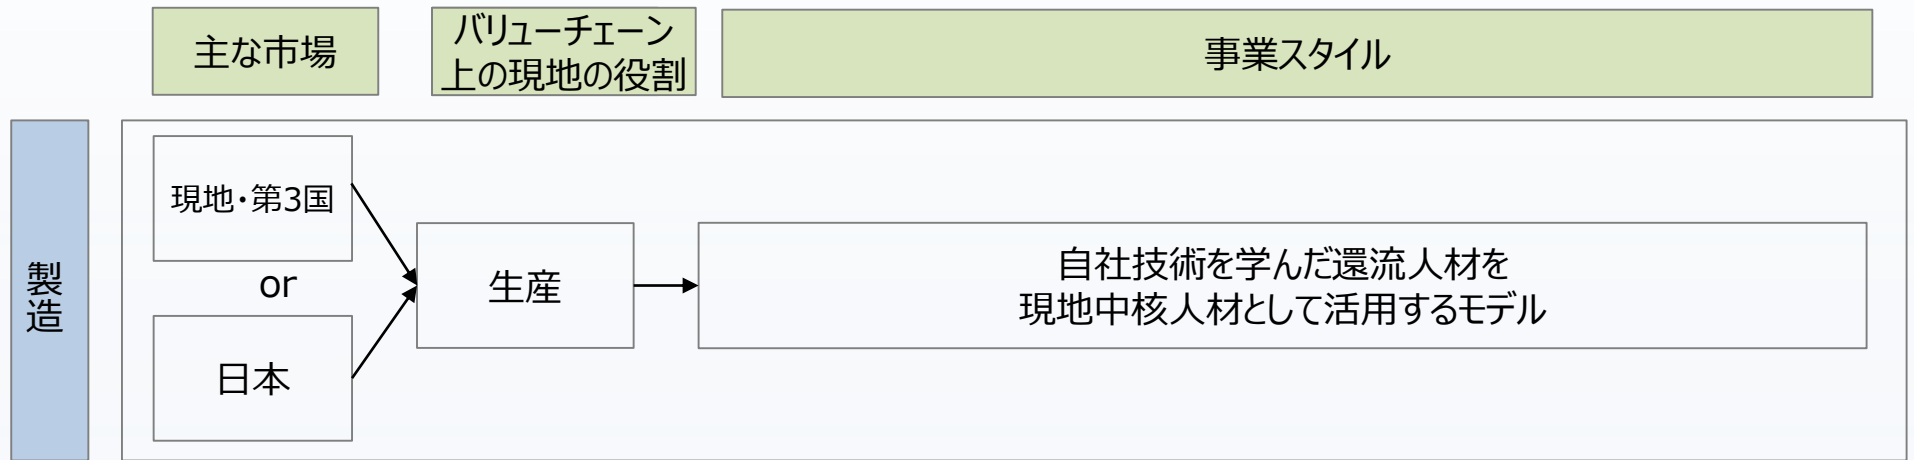 主な市場
バリューチェーン
上の現地の役割
事業スタイル
製造
現地・第3国
or
日本
生産
自社技術を学んだ還流人材を
現地中核人材として活用するモデル